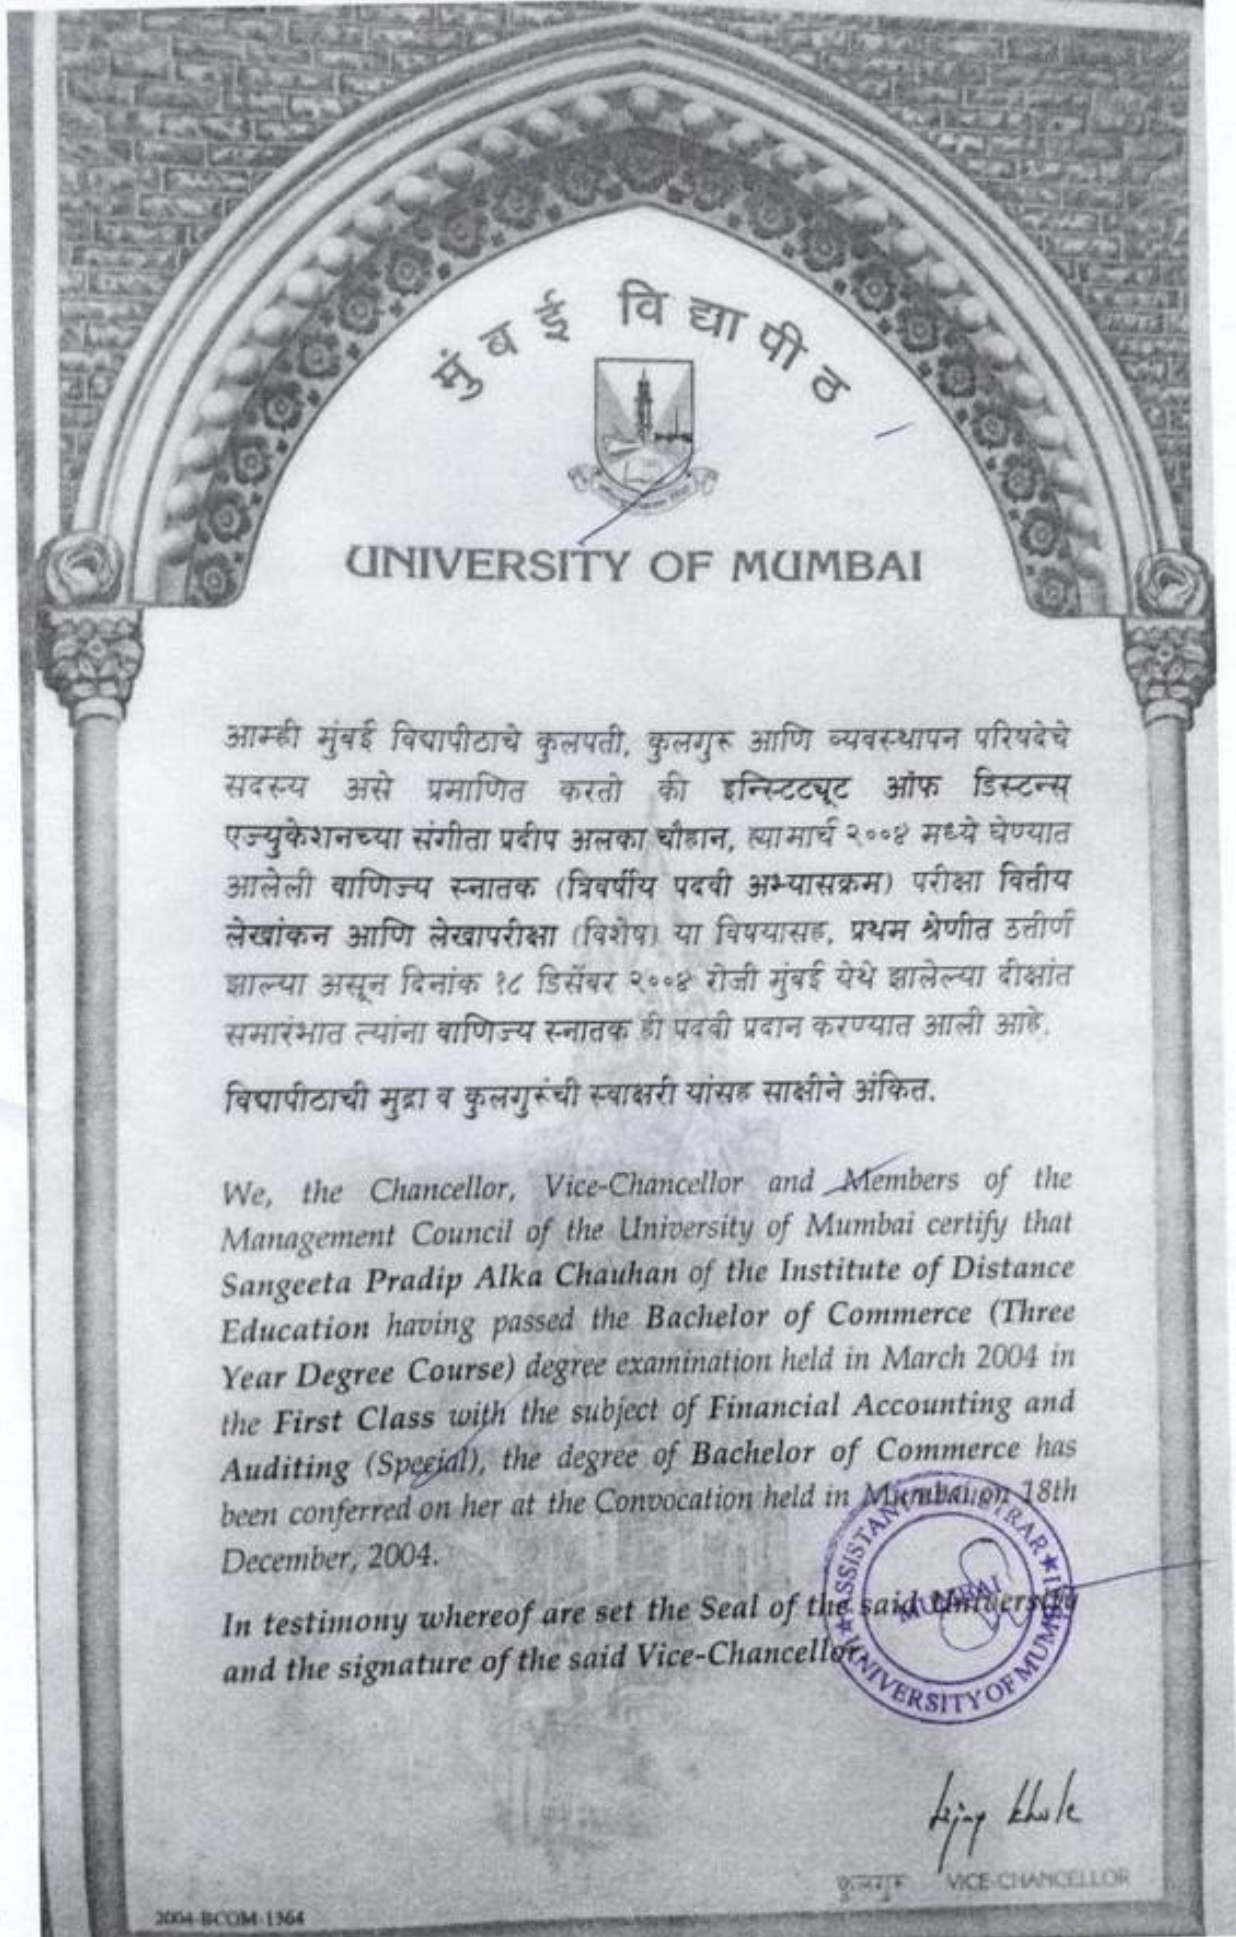 मुंबई विद्यापीठ
UNIVERSITY OF MUMBAI
आम्ही मुंबई विद्यापीठाचे कुलपती, कुलगुरू आणि व्यवस्थापन परिषदेचे
सदस्य असे प्रमाणित करतो की इन्स्टिट्यूट ऑफ डिस्टन्स्
एज्युकेशनच्या संगीता प्रदीप अलका चौहान, ह्या मार्च २००४ मध्ये घेण्यात
आलेली वाणिज्य स्नातक (त्रिवर्षीय पदवी अभ्यासक्रम) परीक्षा वित्तीय
लेखांकन आणि लेखापरीक्षा (विशेष) या विषयासह, प्रथम श्रेणीत उत्तीर्ण
झाल्या असून दिनांक १८ डिसेंबर २००४ रोजी मुंबई येथे झालेल्या दीक्षांत
समारंभात त्यांना वाणिज्य स्नातक ही पदवी प्रदान करण्यात आली आहे.
विद्यापीठाची मुद्रा व कुलगुरूंची स्वाक्षरी यांसह साक्षीने अंकित.
We, the Chancellor, Vice-Chancellor and Members of the
Management Council of the University of Mumbai certify that
Sangeeta Pradip Alka Chauhan of the Institute of Distance
Education having passed the Bachelor of Commerce (Three
Year Degree Course) degree examination held in March 2004 in
the First Class with the subject of Financial Accounting and
Auditing (Special), the degree of Bachelor of Commerce has
been conferred on her at the Convocation held in Mumbai on 18th
December, 2004.
In testimony whereof are set the Seal of the said University
and the signature of the said Vice-Chancellor.
ASSISTANT REGISTRAR
MUMBAI
UNIVERSITY OF MUMBAI
कुलगुरू VICE-CHANCELLOR
2004-BCOM-1364